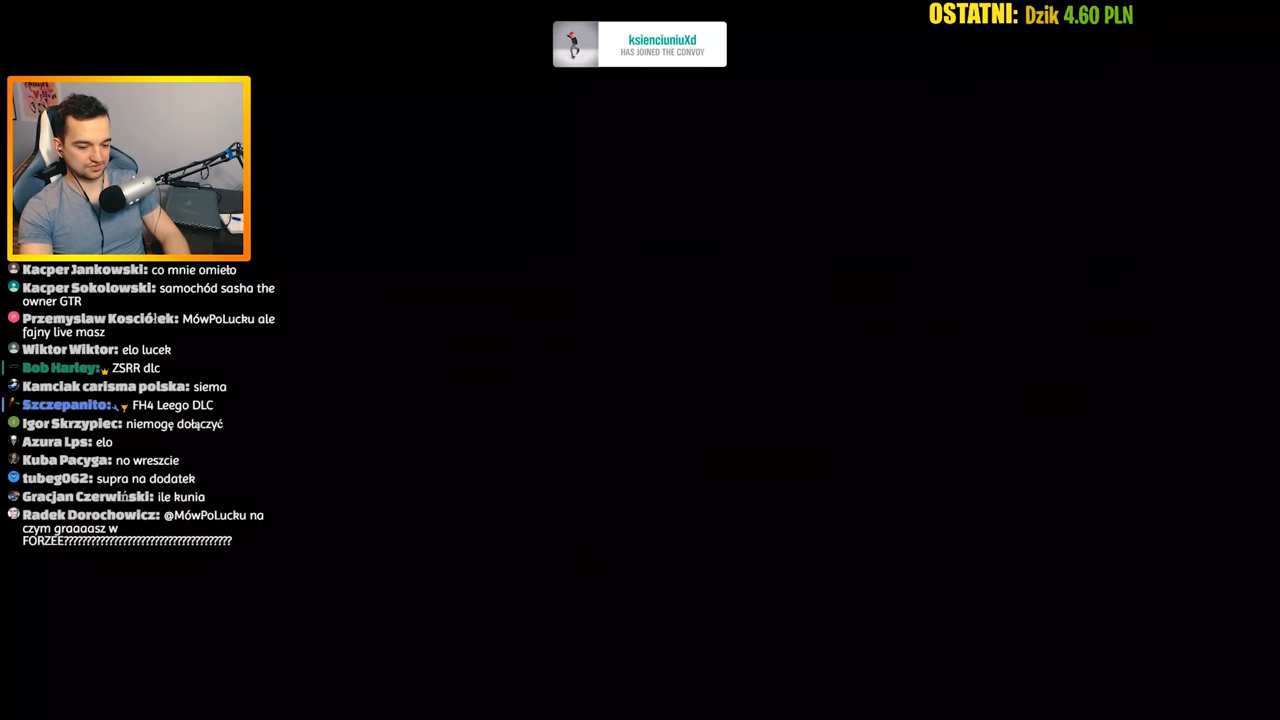 OSTATNI: Dzik 4.60 PLN
ksienciuniuXd
HAS JOINED THE CONVOY
Kacper Jankowski: co mnie omieło
Kacper Sokolowski: samochód sasha the
owner GTR
Przemyslaw Kosciółek: MówPoLucku ale
fajny live masz
Wiktor Wiktor: elo lucek
Bob Harley: ZSRR dlc
Kamciak carisma polska: siema
Szczepanito: FH4 Leego DLC
Igor Skrzypiec: niemogę dołączyć
Azura Lps: elo
Kuba Pacyga: no wreszcie
tubeg062: supra na dodatek
Gracjan Czerwiński: ile kunia
Radek Dorochowicz: @MówPoLucku na
czym graaaasz w
FORZEE??????????????????????????????????